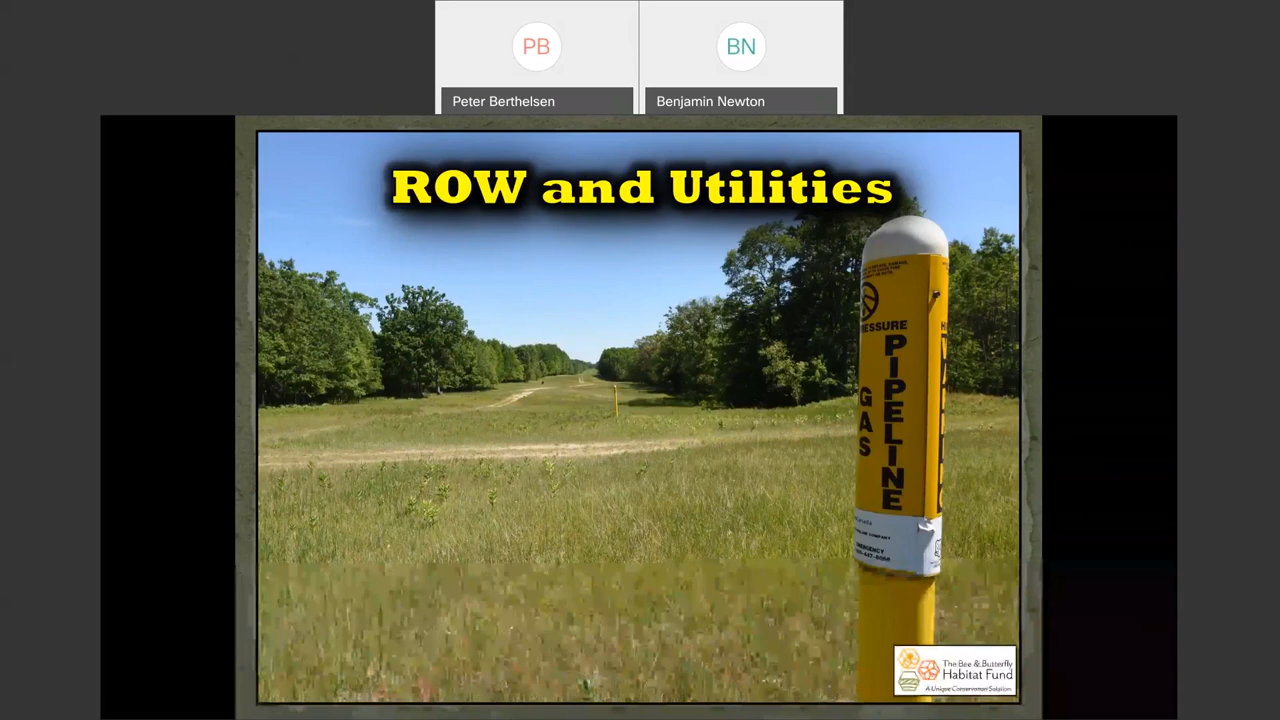 PB
BN
Peter Berthelsen
Benjamin Newton
ROW and Utilities
PIPELINE
GAS
EMERGENCY
The Bee & Butterfly
Habitat Fund
A Unique Conservation Solution